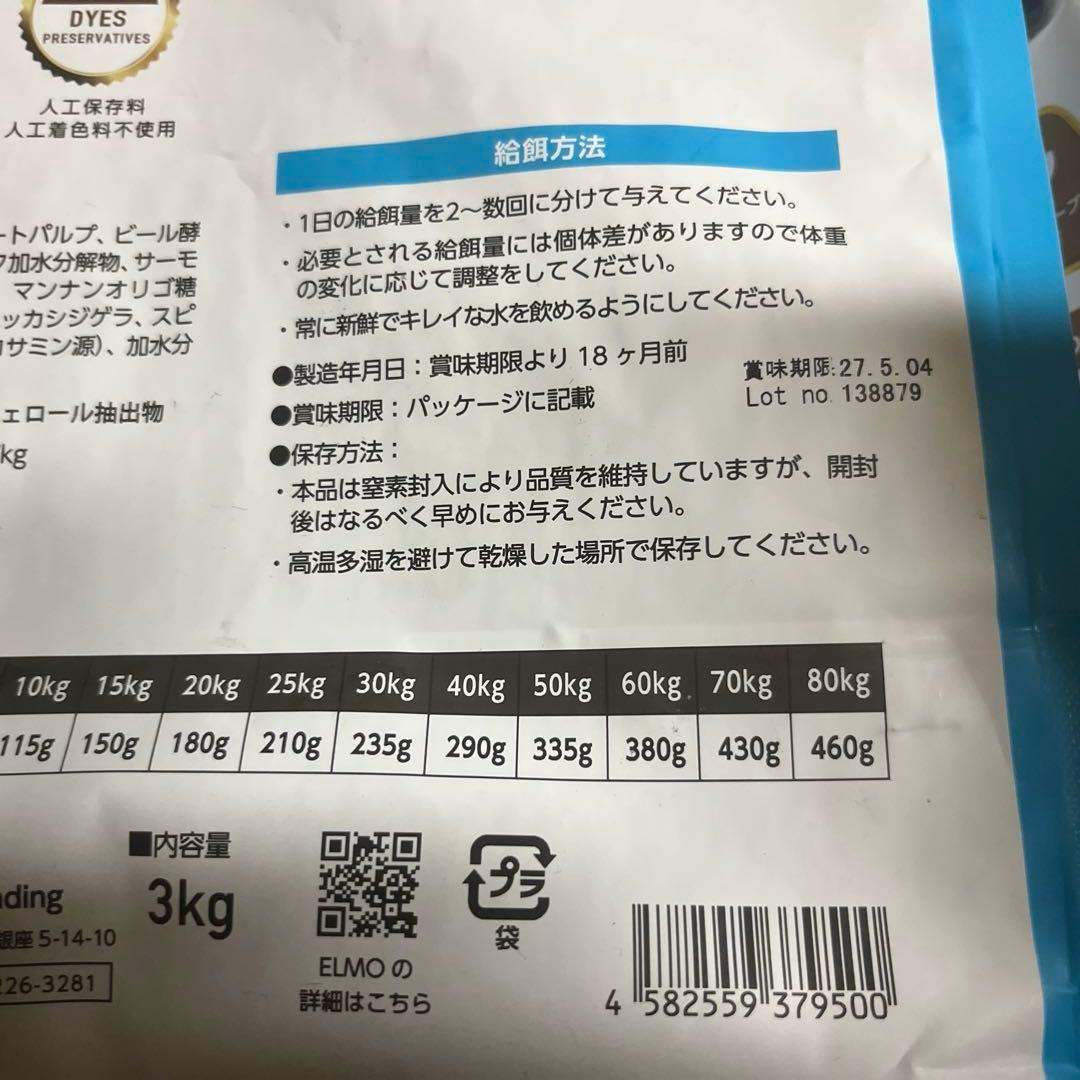 DYES
PRESERVATIVES
人工保存料
人工着色料不使用
給餌方法
・1日の給餌量を2～数回に分けて与えてください。
・必要とされる給餌量には個体差がありますので体重
の変化に応じて調整をしてください。
・常に新鮮でキレイな水を飲めるようにしてください。
●製造年月日：賞味期限より 18 ヶ月前
●賞味期限：パッケージに記載
賞味期限:27.5.04
Lot no.138879
●保存方法：
・本品は窒素封入により品質を維持していますが、開封
後はなるべく早めにお与えください。
・高温多湿を避けて乾燥した場所で保存してください。
ートパルプ、ビール酵
加水分解物、サーモ
マンナンオリゴ糖
ッカシジゲラ、スピ
サミン源）、加水分
ェロール抽出物
kg
10kg 15kg 20kg 25kg 30kg 40kg 50kg 60kg 70kg 80kg
115g 150g 180g 210g 235g 290g 335g 380g 430g 460g
■内容量
3kg
ading
銀座 5-14-10
226-3281
ELMO の
詳細はこちら
プラ
袋
4 582559 379500